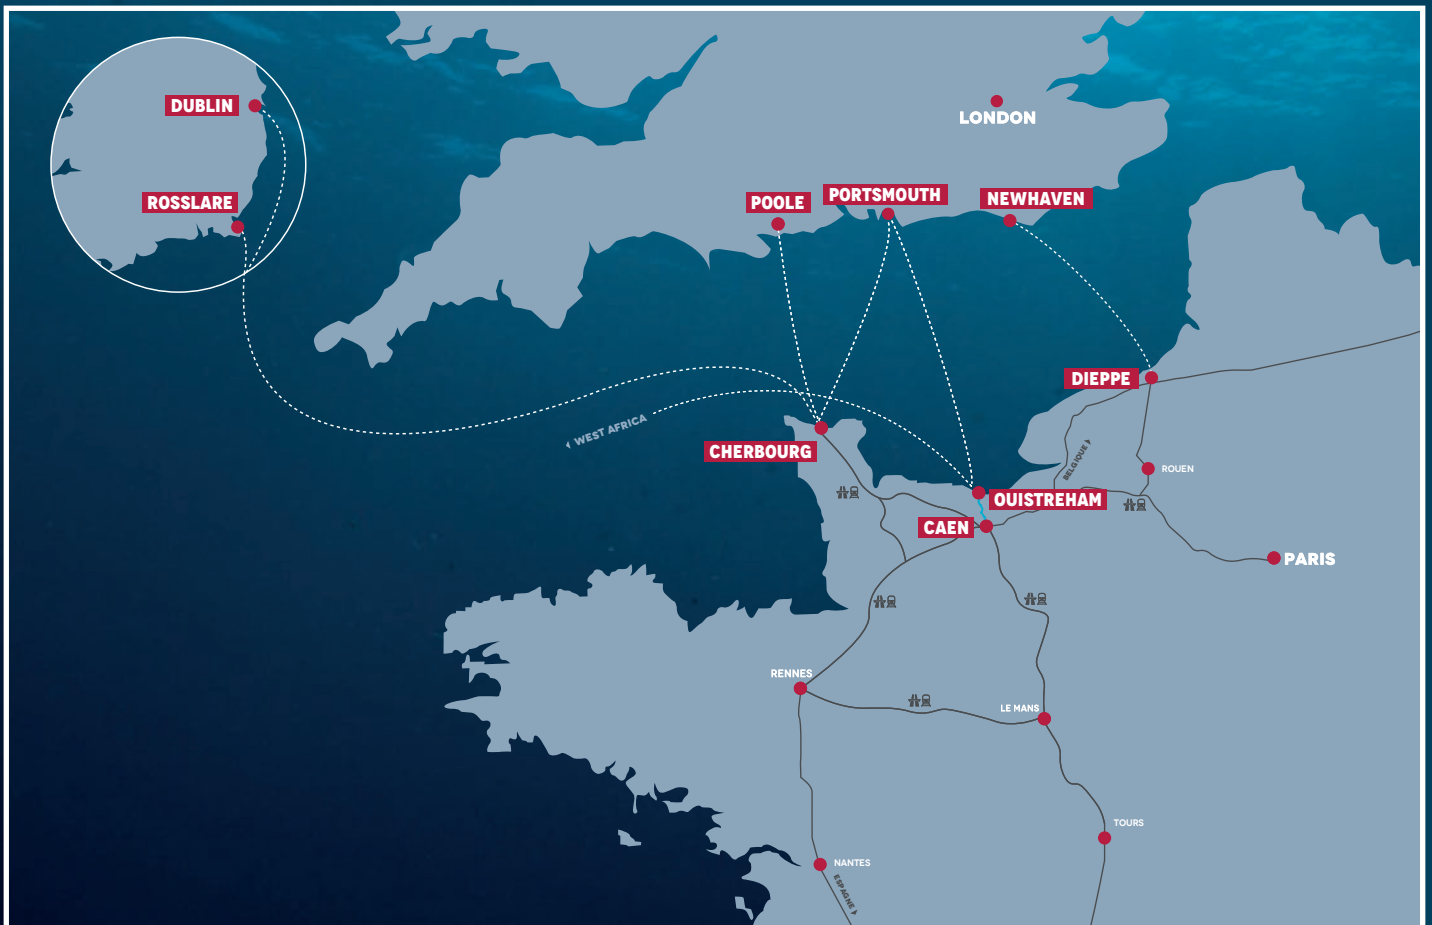 DUBLIN
LONDON
ROSSLARE
POOLE
PORTSMOUTH
NEWHAVEN
DIEPPE
WEST AFRICA
CHERBOURG
BELGIQUE
ROUEN
OUISTREHAM
CAEN
PARIS
RENNES
LE MANS
TOURS
NANTES
ESPAGNE